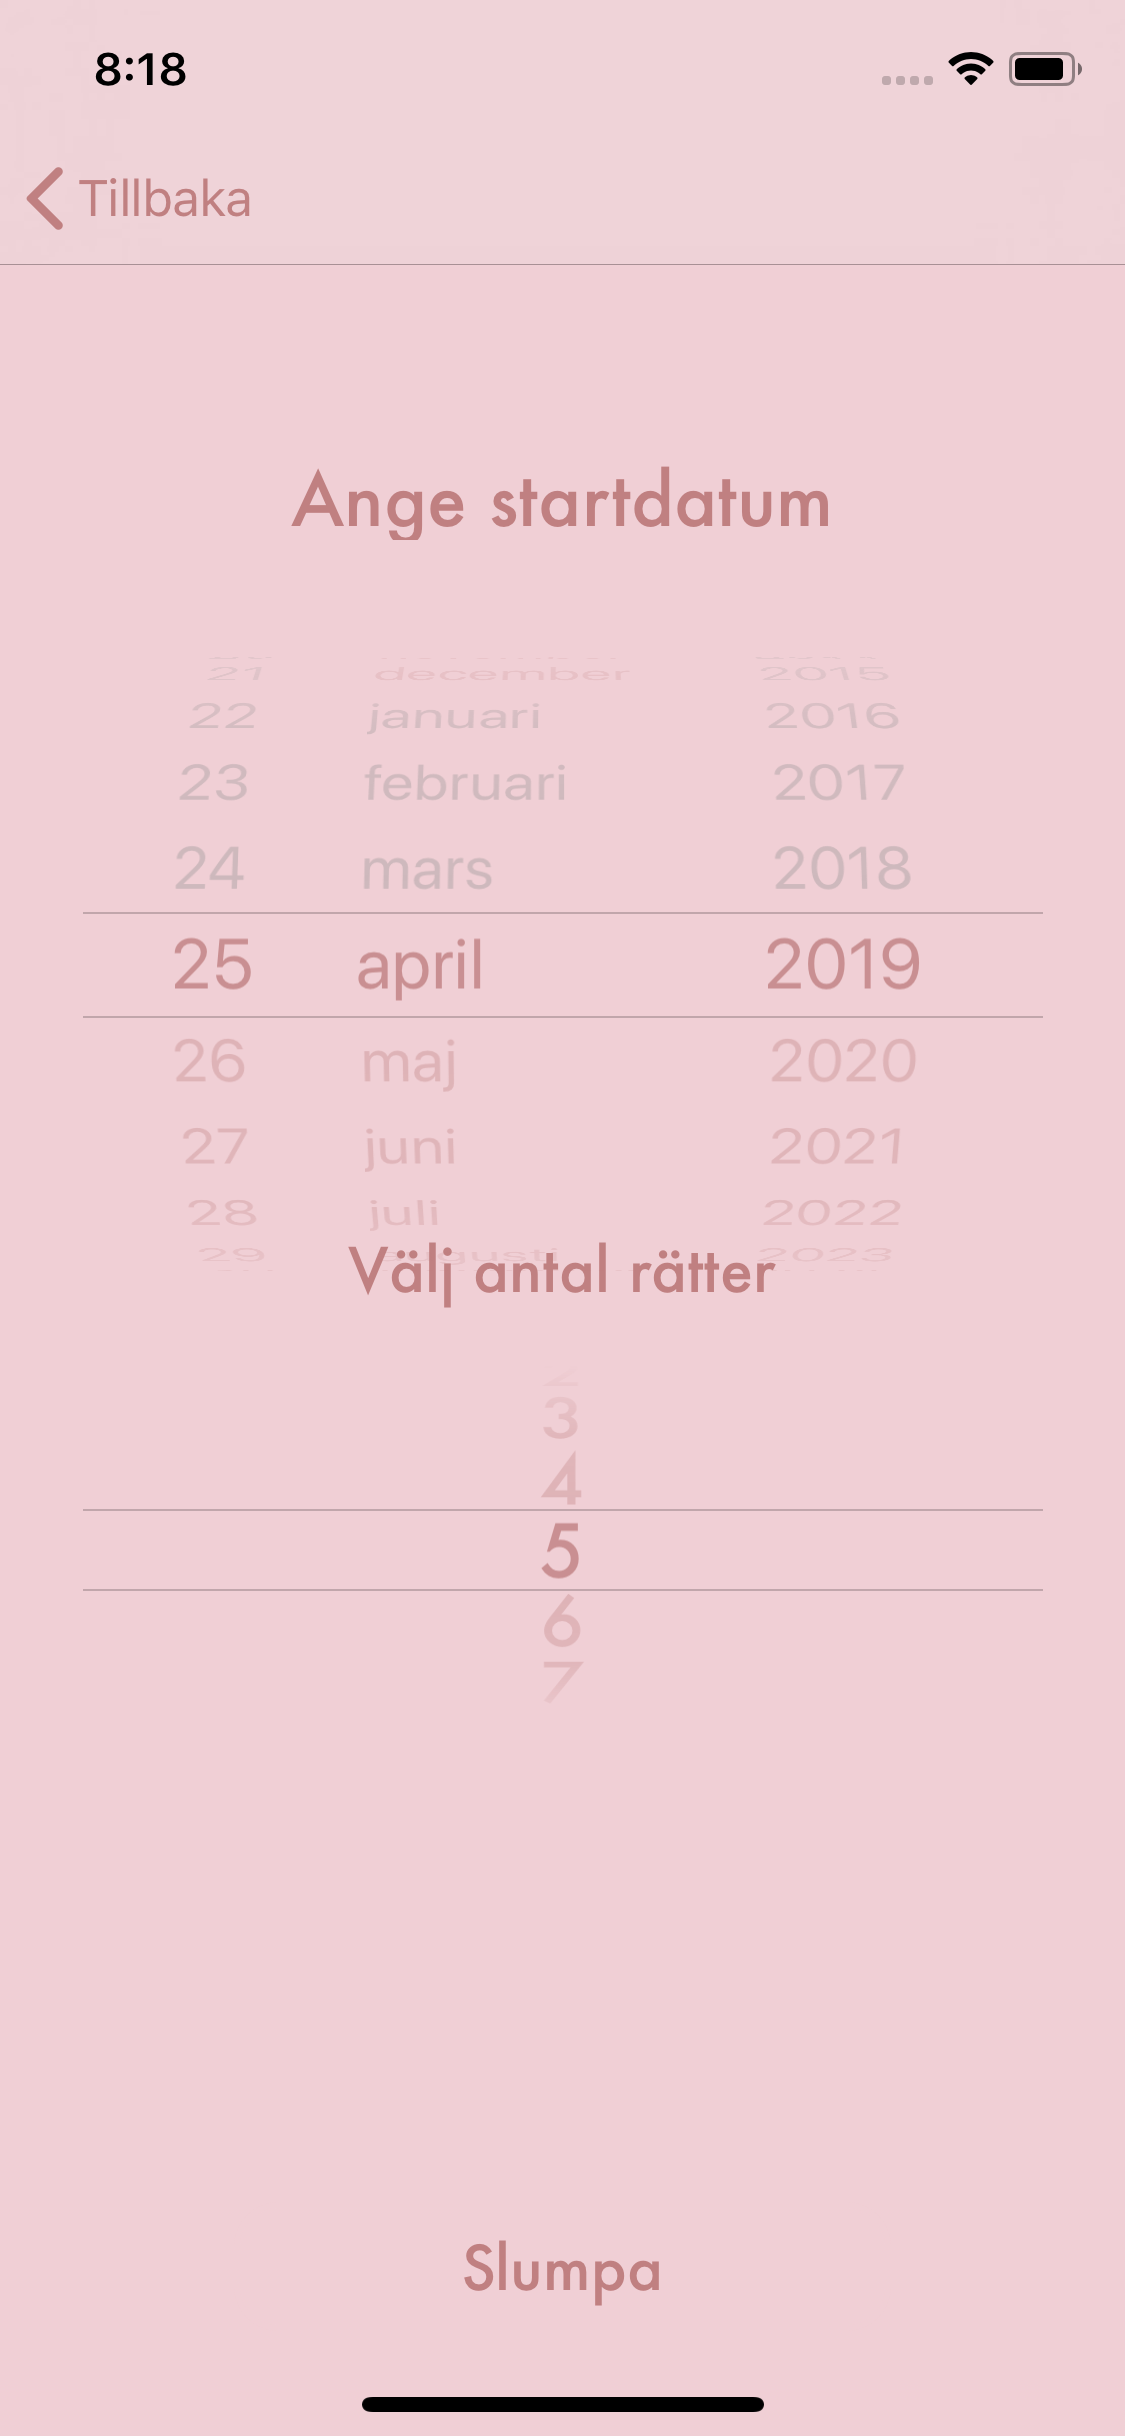 8:18
Tillbaka
Ange startdatum
21 december 2015
22 januari 2016
23 februari 2017
24 mars 2018
25 april 2019
26 maj 2020
27 juni 2021
28 juli 2022
29 augusti 2023
Välj antal rätter
2
3
4
5
6
7
Slumpa